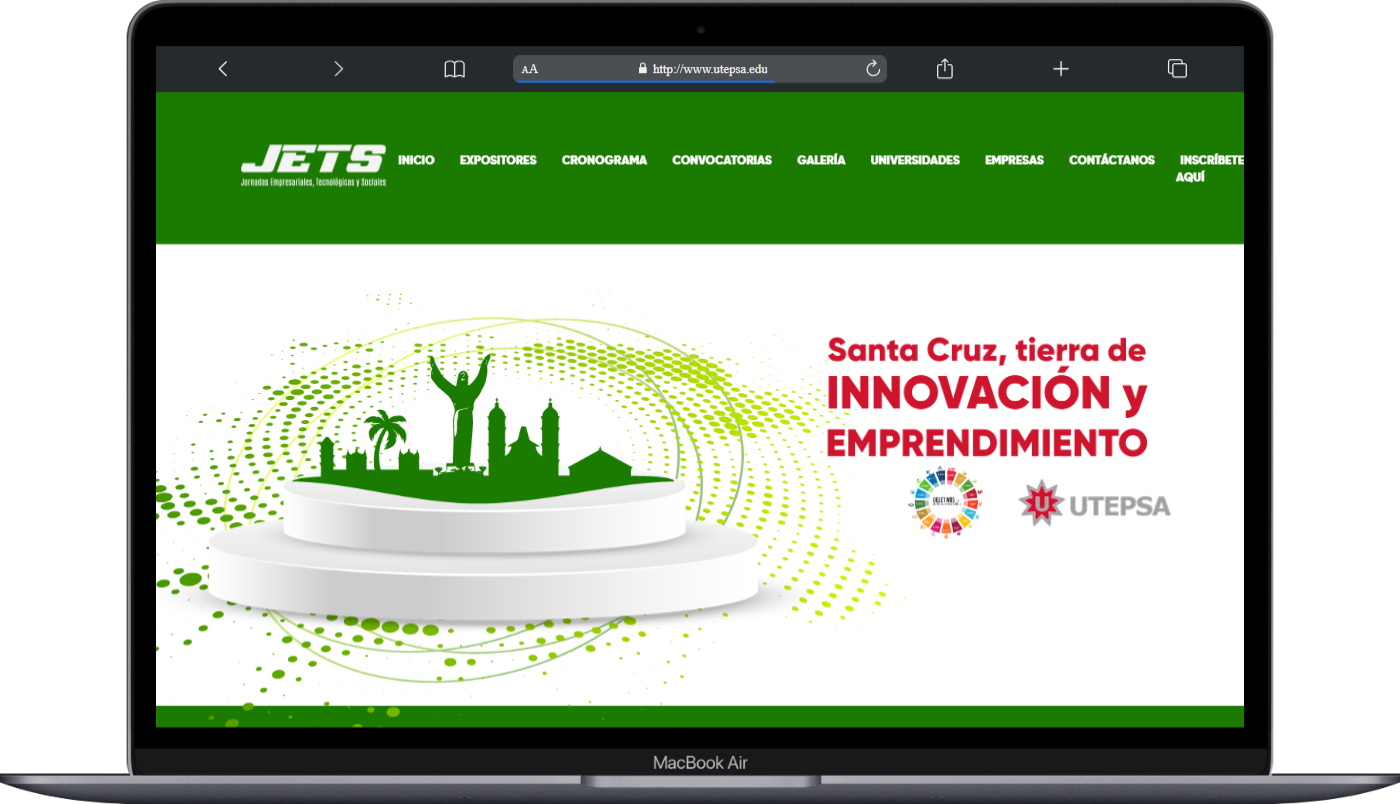 AA http://www.utepsa.edu
JETS
Jornadas Empresariales, Tecnológicas y Sociales
INICIO EXPOSITORES CRONOGRAMA CONVOCATORIAS GALERÍA UNIVERSIDADES EMPRESAS CONTÁCTANOS INSCRÍBETE
AQUÍ
Santa Cruz, tierra de
INNOVACIÓN y
EMPRENDIMIENTO
OBJETIVOS
U UTEPSA
MacBook Air